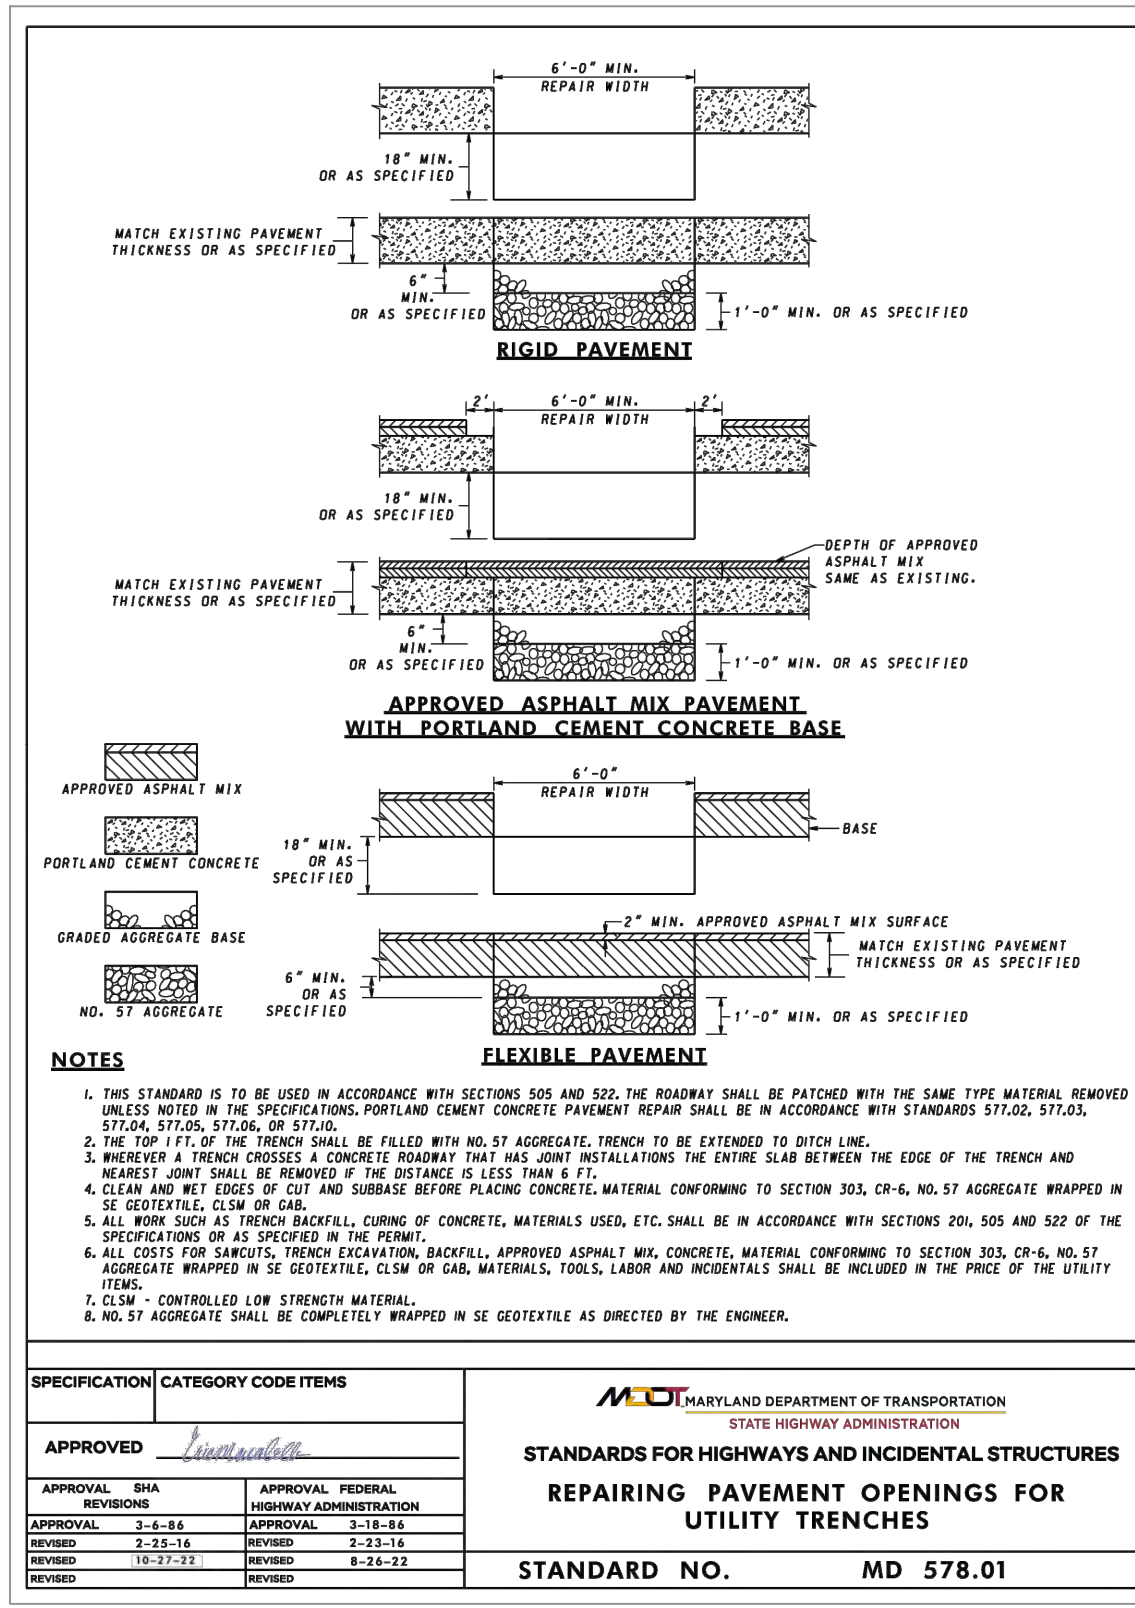 6'-0" MIN.
REPAIR WIDTH
18" MIN.
OR AS SPECIFIED
MATCH EXISTING PAVEMENT
THICKNESS OR AS SPECIFIED
6"
MIN.
OR AS SPECIFIED
1'-0" MIN. OR AS SPECIFIED
RIGID PAVEMENT
2'
6'-0" MIN.
2'
REPAIR WIDTH
18" MIN.
OR AS SPECIFIED
DEPTH OF APPROVED
ASPHALT MIX
SAME AS EXISTING.
MATCH EXISTING PAVEMENT
THICKNESS OR AS SPECIFIED
6"
MIN.
OR AS SPECIFIED
1'-0" MIN. OR AS SPECIFIED
APPROVED ASPHALT MIX PAVEMENT
WITH PORTLAND CEMENT CONCRETE BASE
APPROVED ASPHALT MIX
PORTLAND CEMENT CONCRETE
GRADED AGGREGATE BASE
NO. 57 AGGREGATE
6'-0"
REPAIR WIDTH
BASE
18" MIN.
OR AS
SPECIFIED
2" MIN. APPROVED ASPHALT MIX SURFACE
MATCH EXISTING PAVEMENT
THICKNESS OR AS SPECIFIED
6" MIN.
OR AS
SPECIFIED
1'-0" MIN. OR AS SPECIFIED
FLEXIBLE PAVEMENT
NOTES
1. THIS STANDARD IS TO BE USED IN ACCORDANCE WITH SECTIONS 505 AND 522. THE ROADWAY SHALL BE PATCHED WITH THE SAME TYPE MATERIAL REMOVED
UNLESS NOTED IN THE SPECIFICATIONS. PORTLAND CEMENT CONCRETE PAVEMENT REPAIR SHALL BE IN ACCORDANCE WITH STANDARDS 577.02, 577.03,
577.04, 577.05, 577.06, OR 577.10.
2. THE TOP 1 FT. OF THE TRENCH SHALL BE FILLED WITH NO. 57 AGGREGATE. TRENCH TO BE EXTENDED TO DITCH LINE.
3. WHEREVER A TRENCH CROSSES A CONCRETE ROADWAY THAT HAS JOINT INSTALLATIONS THE ENTIRE SLAB BETWEEN THE EDGE OF THE TRENCH AND
NEAREST JOINT SHALL BE REMOVED IF THE DISTANCE IS LESS THAN 6 FT.
4. CLEAN AND WET EDGES OF CUT AND SUBBASE BEFORE PLACING CONCRETE. MATERIAL CONFORMING TO SECTION 303, CR-6, NO. 57 AGGREGATE WRAPPED IN
SE GEOTEXTILE, CLSM OR GAB.
5. ALL WORK SUCH AS TRENCH BACKFILL, CURING OF CONCRETE, MATERIALS USED, ETC. SHALL BE IN ACCORDANCE WITH SECTIONS 201, 505 AND 522 OF THE
SPECIFICATIONS OR AS SPECIFIED IN THE PERMIT.
6. ALL COSTS FOR SAWCUTS, TRENCH EXCAVATION, BACKFILL, APPROVED ASPHALT MIX, CONCRETE, MATERIAL CONFORMING TO SECTION 303, CR-6, NO. 57
AGGREGATE WRAPPED IN SE GEOTEXTILE, CLSM OR GAB, MATERIALS, TOOLS, LABOR AND INCIDENTALS SHALL BE INCLUDED IN THE PRICE OF THE UTILITY
ITEMS.
7. CLSM - CONTROLLED LOW STRENGTH MATERIAL.
8. NO. 57 AGGREGATE SHALL BE COMPLETELY WRAPPED IN SE GEOTEXTILE AS DIRECTED BY THE ENGINEER.
SPECIFICATION CATEGORY CODE ITEMS
APPROVED
APPROVAL SHA
REVISIONS
APPROVAL FEDERAL
HIGHWAY ADMINISTRATION
APPROVAL 3-6-86 APPROVAL 3-18-86
REVISED 2-25-16 REVISED 2-23-16
REVISED 10-27-22 REVISED 8-26-22
REVISED REVISED
MDOT MARYLAND DEPARTMENT OF TRANSPORTATION
STATE HIGHWAY ADMINISTRATION
STANDARDS FOR HIGHWAYS AND INCIDENTAL STRUCTURES
REPAIRING PAVEMENT OPENINGS FOR
UTILITY TRENCHES
STANDARD NO. MD 578.01